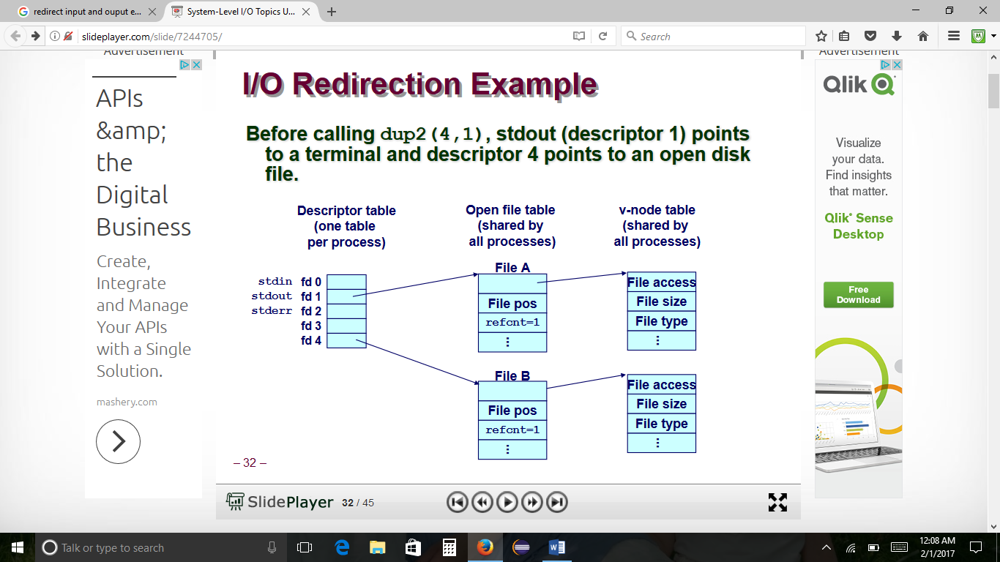 redirect input and ouput e...
System-Level I/O Topics U...
slideplayer.com/slide/7244705/
Search
Advertisement
Advertisement
APIs
&amp;
the
Digital
Business
Create,
Integrate
and Manage
Your APIs
with a Single
Solution.
mashery.com
I/O Redirection Example
Before calling dup2(4,1), stdout (descriptor 1) points
to a terminal and descriptor 4 points to an open disk
file.
Descriptor table
(one table
per process)
Open file table
(shared by
all processes)
v-node table
(shared by
all processes)
stdin fd 0
stdout fd 1
stderr fd 2
fd 3
fd 4
File A
File pos
refcnt=1
File access
File size
File type
File B
File pos
refcnt=1
File access
File size
File type
– 32 –
SlidePlayer 32 / 45
Qlik
Visualize
your data.
Find insights
that matter.
Qlik Sense
Desktop
Free
Download
Talk or type to search
12:08 AM
2/1/2017